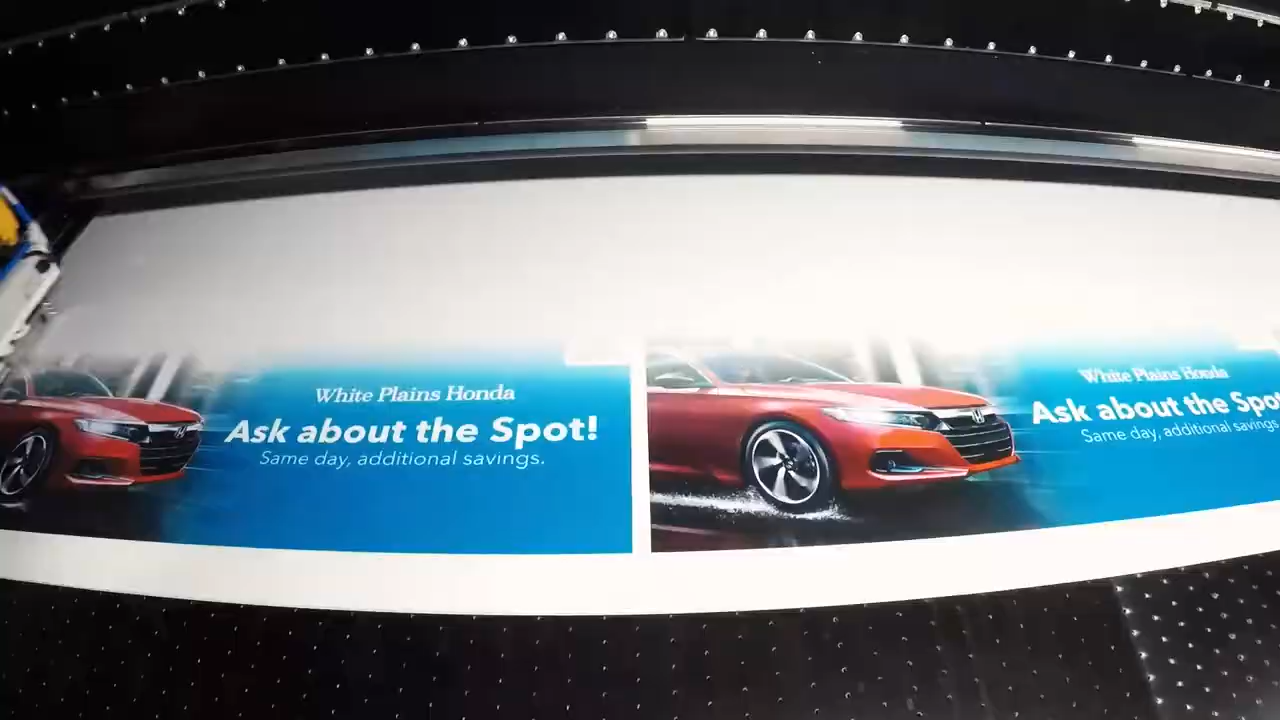 White Plains Honda
Ask about the Spot!
Same day, additional savings.
White Plains Honda
Ask about the Spot
Same day, additional savings